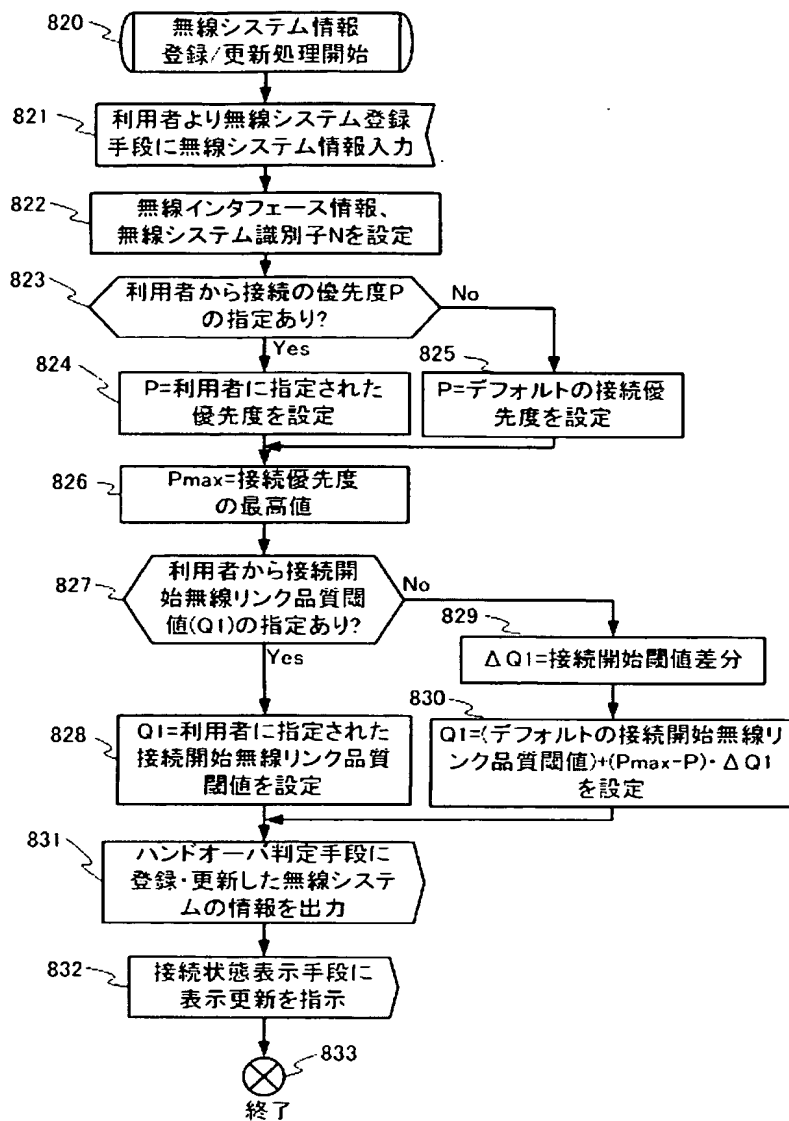 820
無線システム情報
登録/更新処理開始
821
利用者より無線システム登録
手段に無線システム情報入力
822
無線インタフェース情報、
無線システム識別子Nを設定
823
利用者から接続の優先度P
の指定あり?
No
Yes
824
P=利用者に指定された
優先度を設定
825
P=デフォルトの接続優
先度を設定
826
Pmax=接続優先度
の最高値
827
利用者から接続開
始無線リンク品質閾
値(Q1)の指定あり?
No
Yes
829
ΔQ1=接続開始閾値差分
828
Q1=利用者に指定された
接続開始無線リンク品質
閾値を設定
830
Q1=(デフォルトの接続開始無線リ
ンク品質閾値)+(Pmax-P)・ΔQ1
を設定
831
ハンドオーバ判定手段に
登録・更新した無線システ
ムの情報を出力
832
接続状態表示手段に
表示更新を指示
833
終了